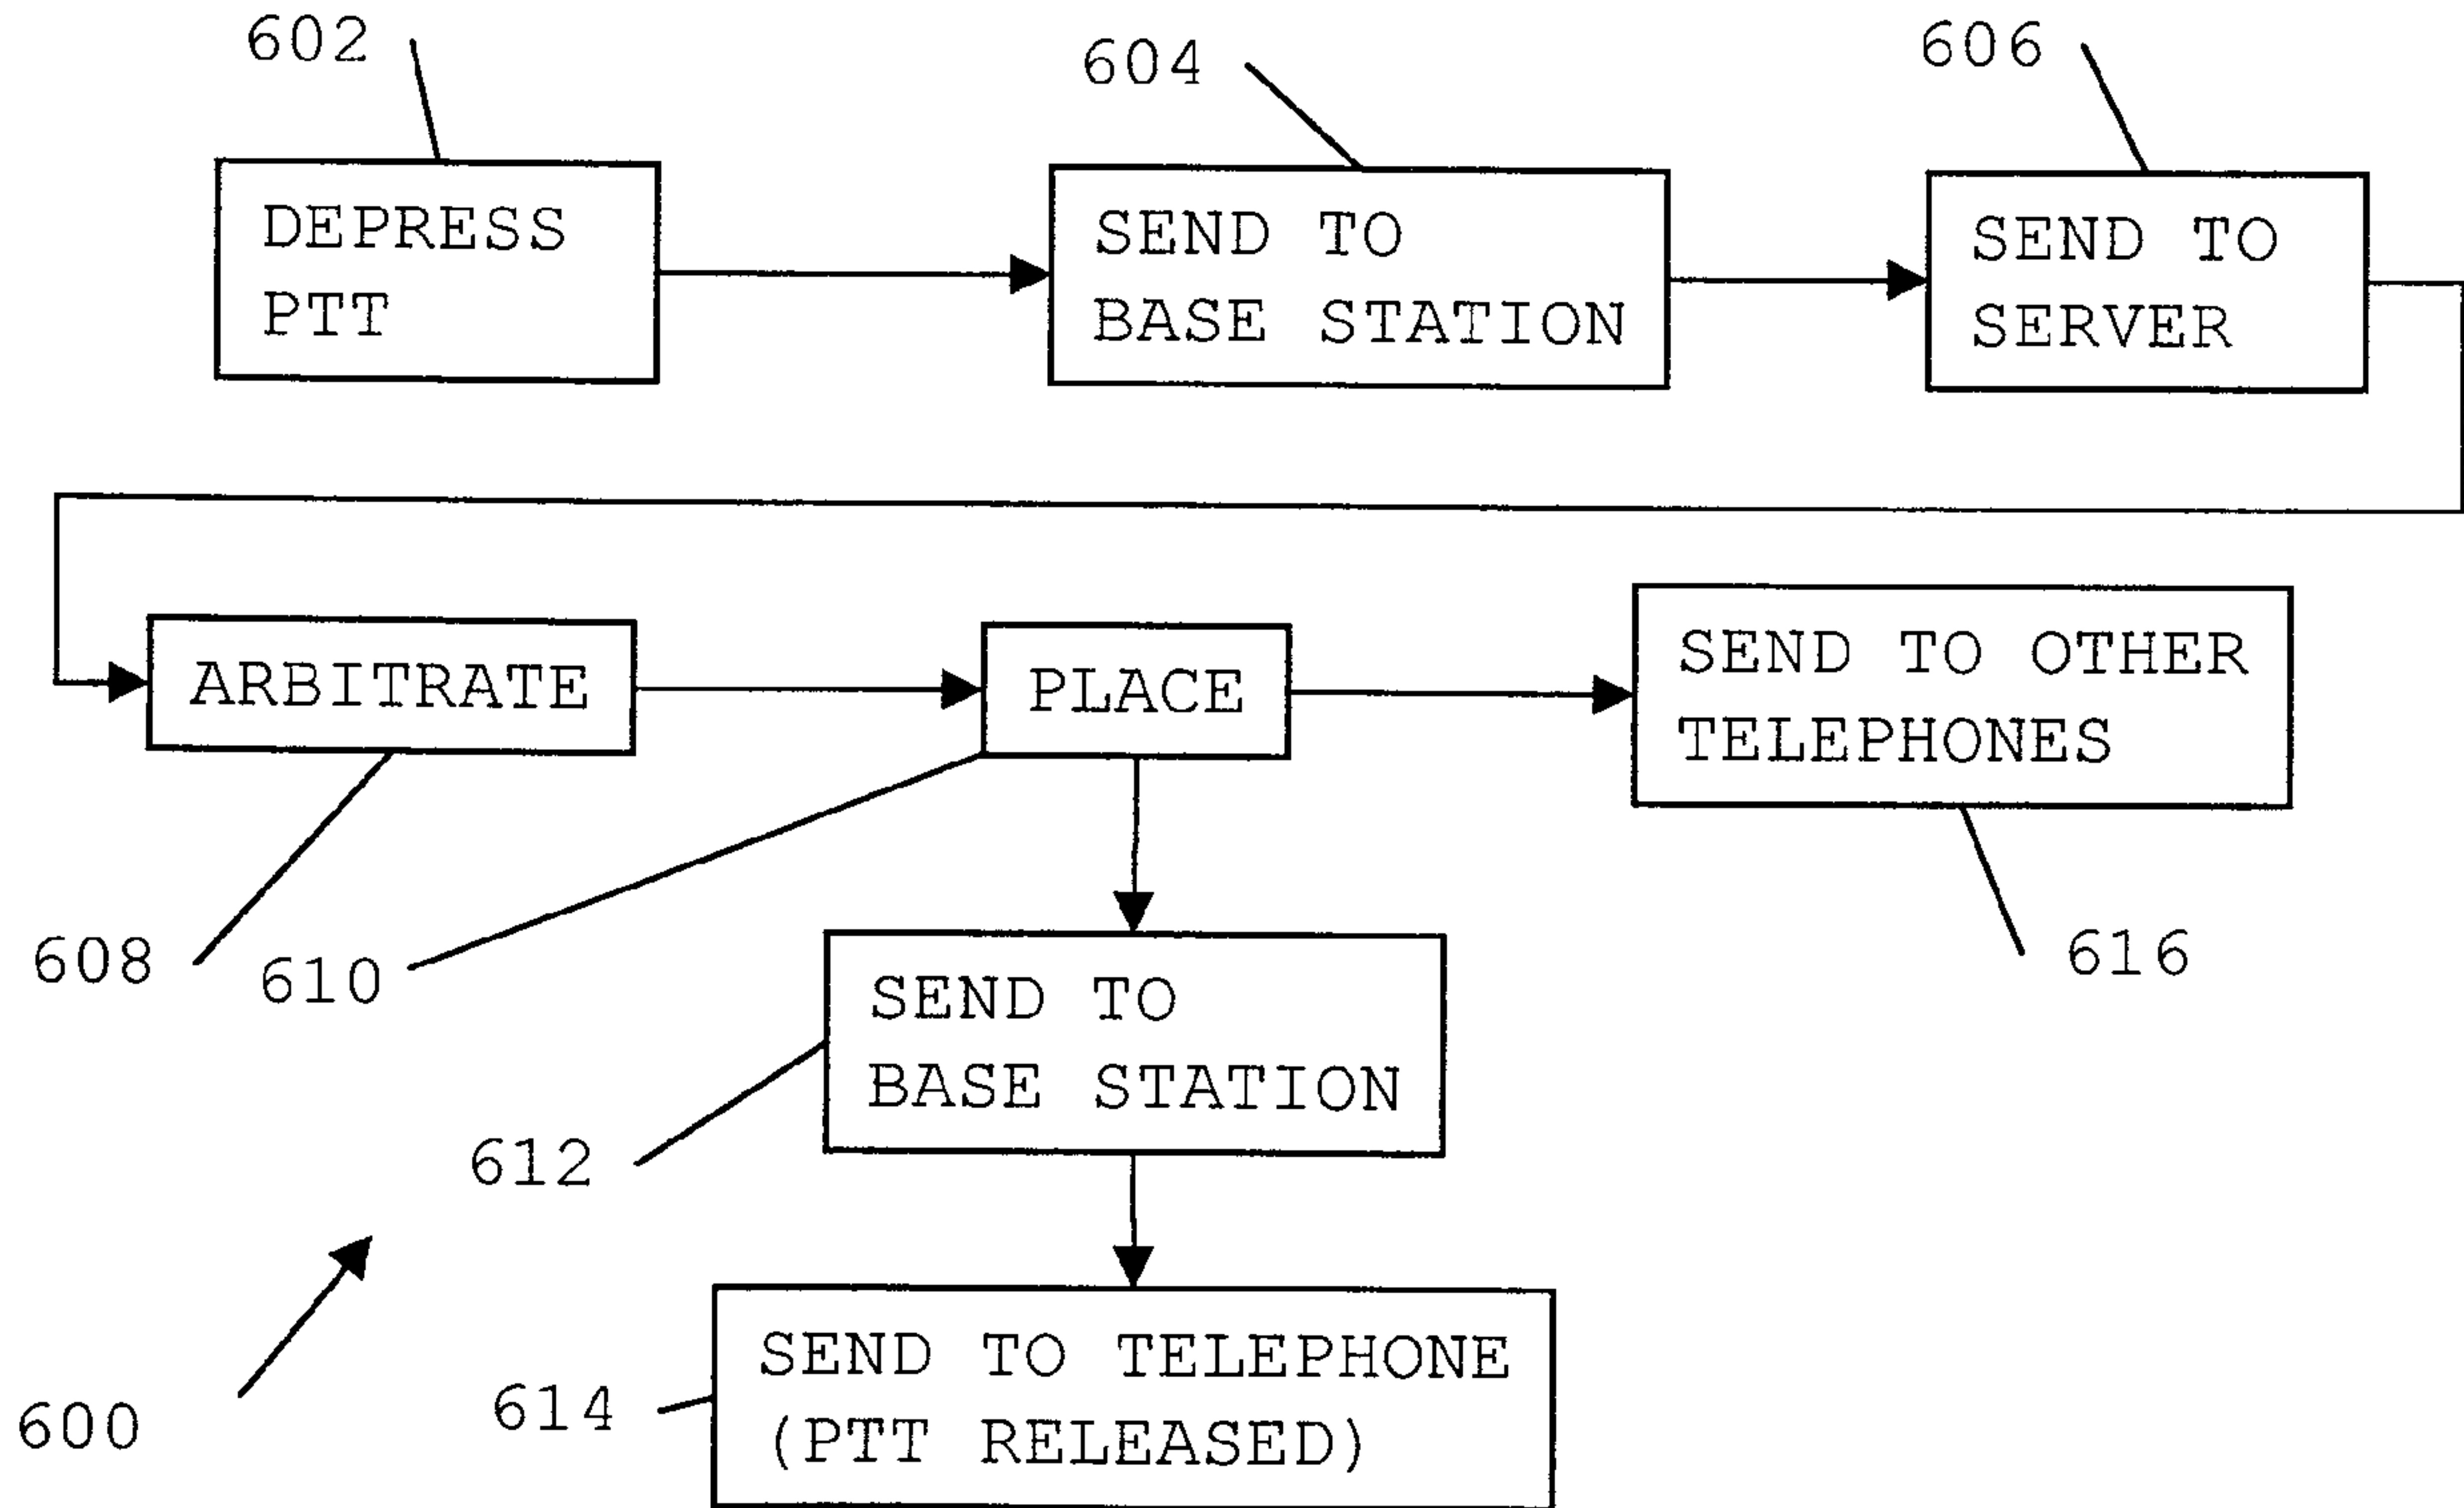 602
604
606
DEPRESS
PTT
SEND TO
BASE STATION
SEND TO
SERVER
ARBITRATE
PLACE
SEND TO OTHER
TELEPHONES
608
610
616
SEND TO
BASE STATION
612
SEND TO TELEPHONE
(PTT RELEASED)
614
600